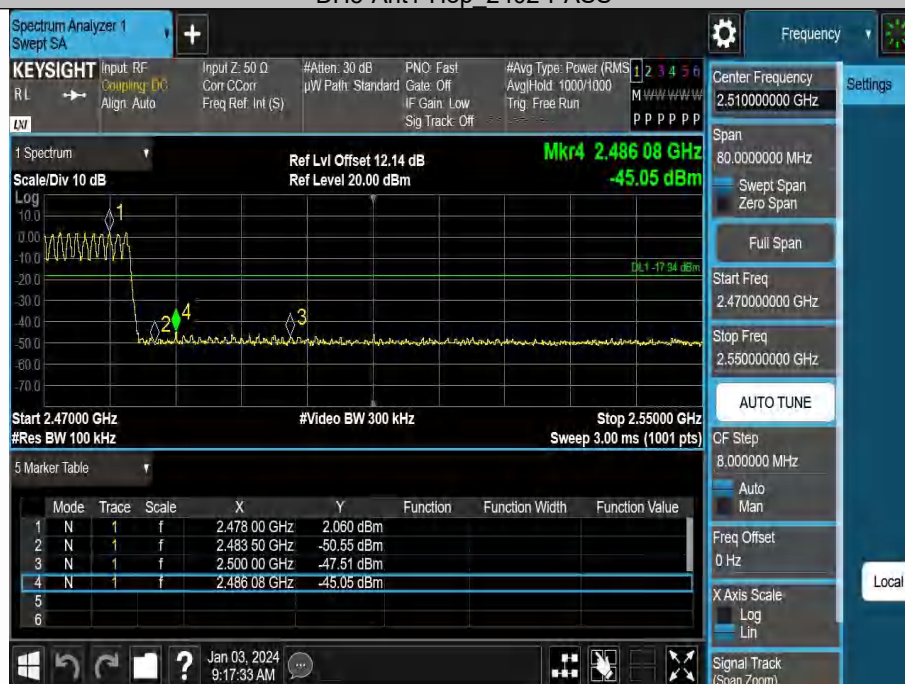 Spectrum Analyzer 1
Swept SA
+
Frequency
KEYSIGHT
RL
LXI
Input: RF
Coupling: DC
Align: Auto
Input Z: 50 Ω
Corr CCorr
Freq Ref: Int (S)
#Atten: 30 dB
µW Path: Standard
PNO: Fast
Gate: Off
IF Gain: Low
Sig Track: Off
#Avg Type: Power (RMS
Avg|Hold: 1000/1000
Trig: Free Run
1 2 3 4 5 6
M W W W W W
P P P P P P
Center Frequency
2.510000000 GHz
Settings
1 Spectrum
Scale/Div 10 dB
Ref Lvl Offset 12.14 dB
Ref Level 20.00 dBm
Mkr4 2.486 08 GHz
-45.05 dBm
Span
80.0000000 MHz
Swept Span
Zero Span
Full Span
Start Freq
2.470000000 GHz
Stop Freq
2.550000000 GHz
AUTO TUNE
CF Step
8.000000 MHz
Auto
Man
Freq Offset
0 Hz
X Axis Scale
Log
Lin
Signal Track
(Span Zoom)
Local
Log
10.0
0.00
-10.0
-20.0
-30.0
-40.0
-50.0
-60.0
-70.0
1
2
4
3
DL1 -17.94 dBm
Start 2.47000 GHz
#Res BW 100 kHz
#Video BW 300 kHz
Stop 2.55000 GHz
Sweep 3.00 ms (1001 pts)
5 Marker Table
Mode Trace Scale X Y Function Function Width Function Value
1 N 1 f 2.478 00 GHz 2.060 dBm
2 N 1 f 2.483 50 GHz -50.55 dBm
3 N 1 f 2.500 00 GHz -47.51 dBm
4 N 1 f 2.486 08 GHz -45.05 dBm
5
6
?
Jan 03, 2024
9:17:33 AM